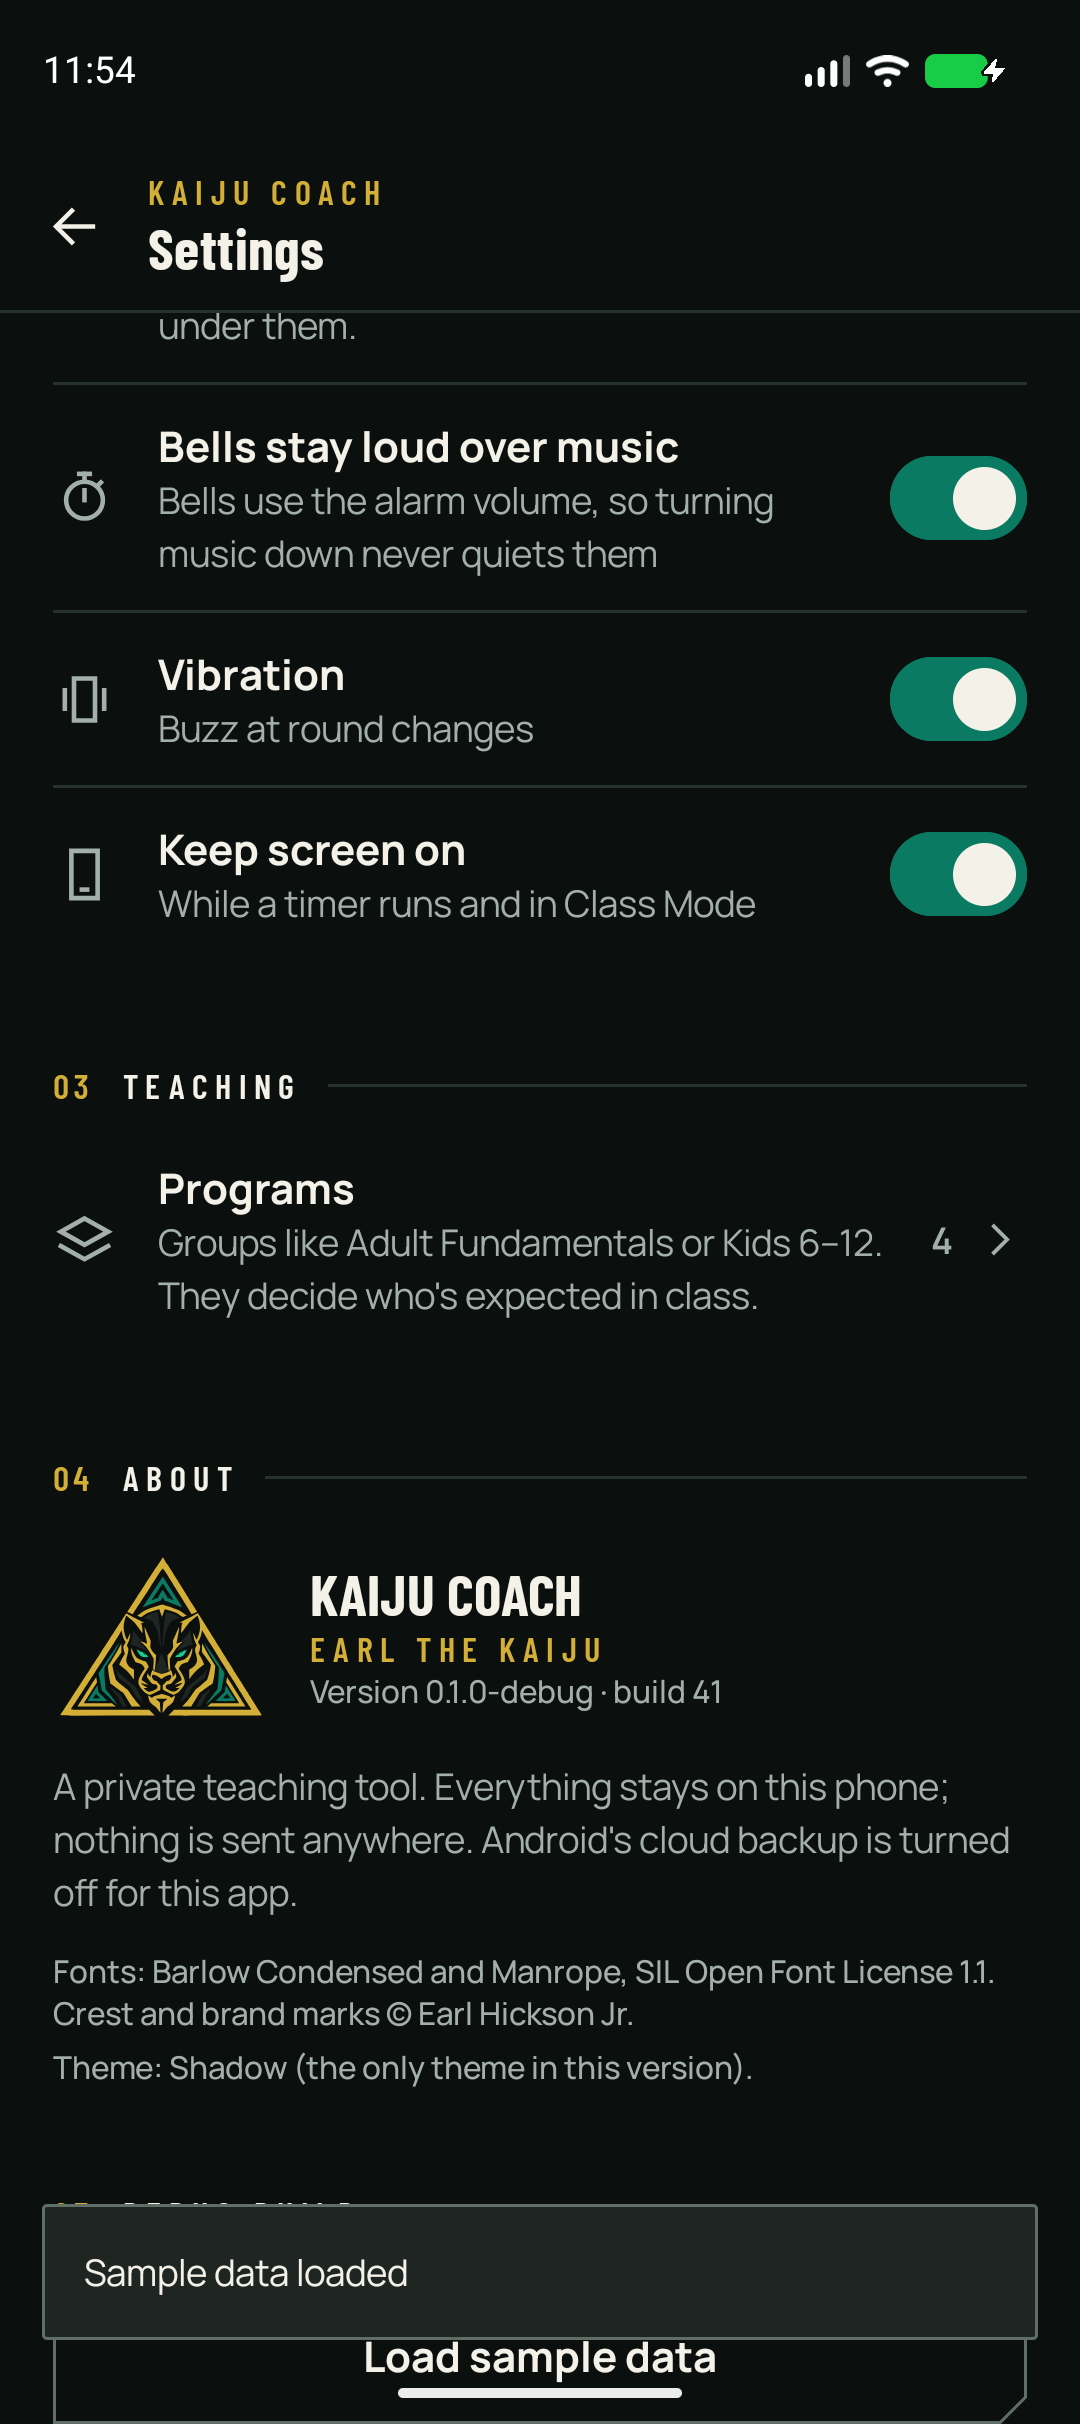 11:54
KAIJU COACH
Settings
under them.
Bells stay loud over music
Bells use the alarm volume, so turning
music down never quiets them
Vibration
Buzz at round changes
Keep screen on
While a timer runs and in Class Mode
03 TEACHING
Programs
Groups like Adult Fundamentals or Kids 6–12.
They decide who's expected in class.
4
04 ABOUT
KAIJU COACH
EARL THE KAIJU
Version 0.1.0-debug · build 41
A private teaching tool. Everything stays on this phone;
nothing is sent anywhere. Android's cloud backup is turned
off for this app.
Fonts: Barlow Condensed and Manrope, SIL Open Font License 1.1.
Crest and brand marks © Earl Hickson Jr.
Theme: Shadow (the only theme in this version).
Sample data loaded
Load sample data